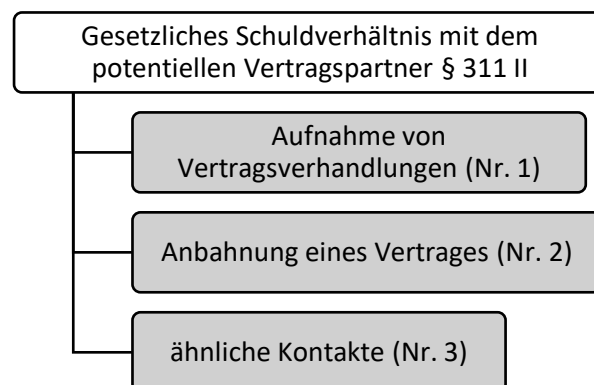 Gesetzliches Schuldverhältnis mit dem
potentiellen Vertragspartner § 311 II
Aufnahme von
Vertragsverhandlungen (Nr. 1)
Anbahnung eines Vertrages (Nr. 2)
ähnliche Kontakte (Nr. 3)